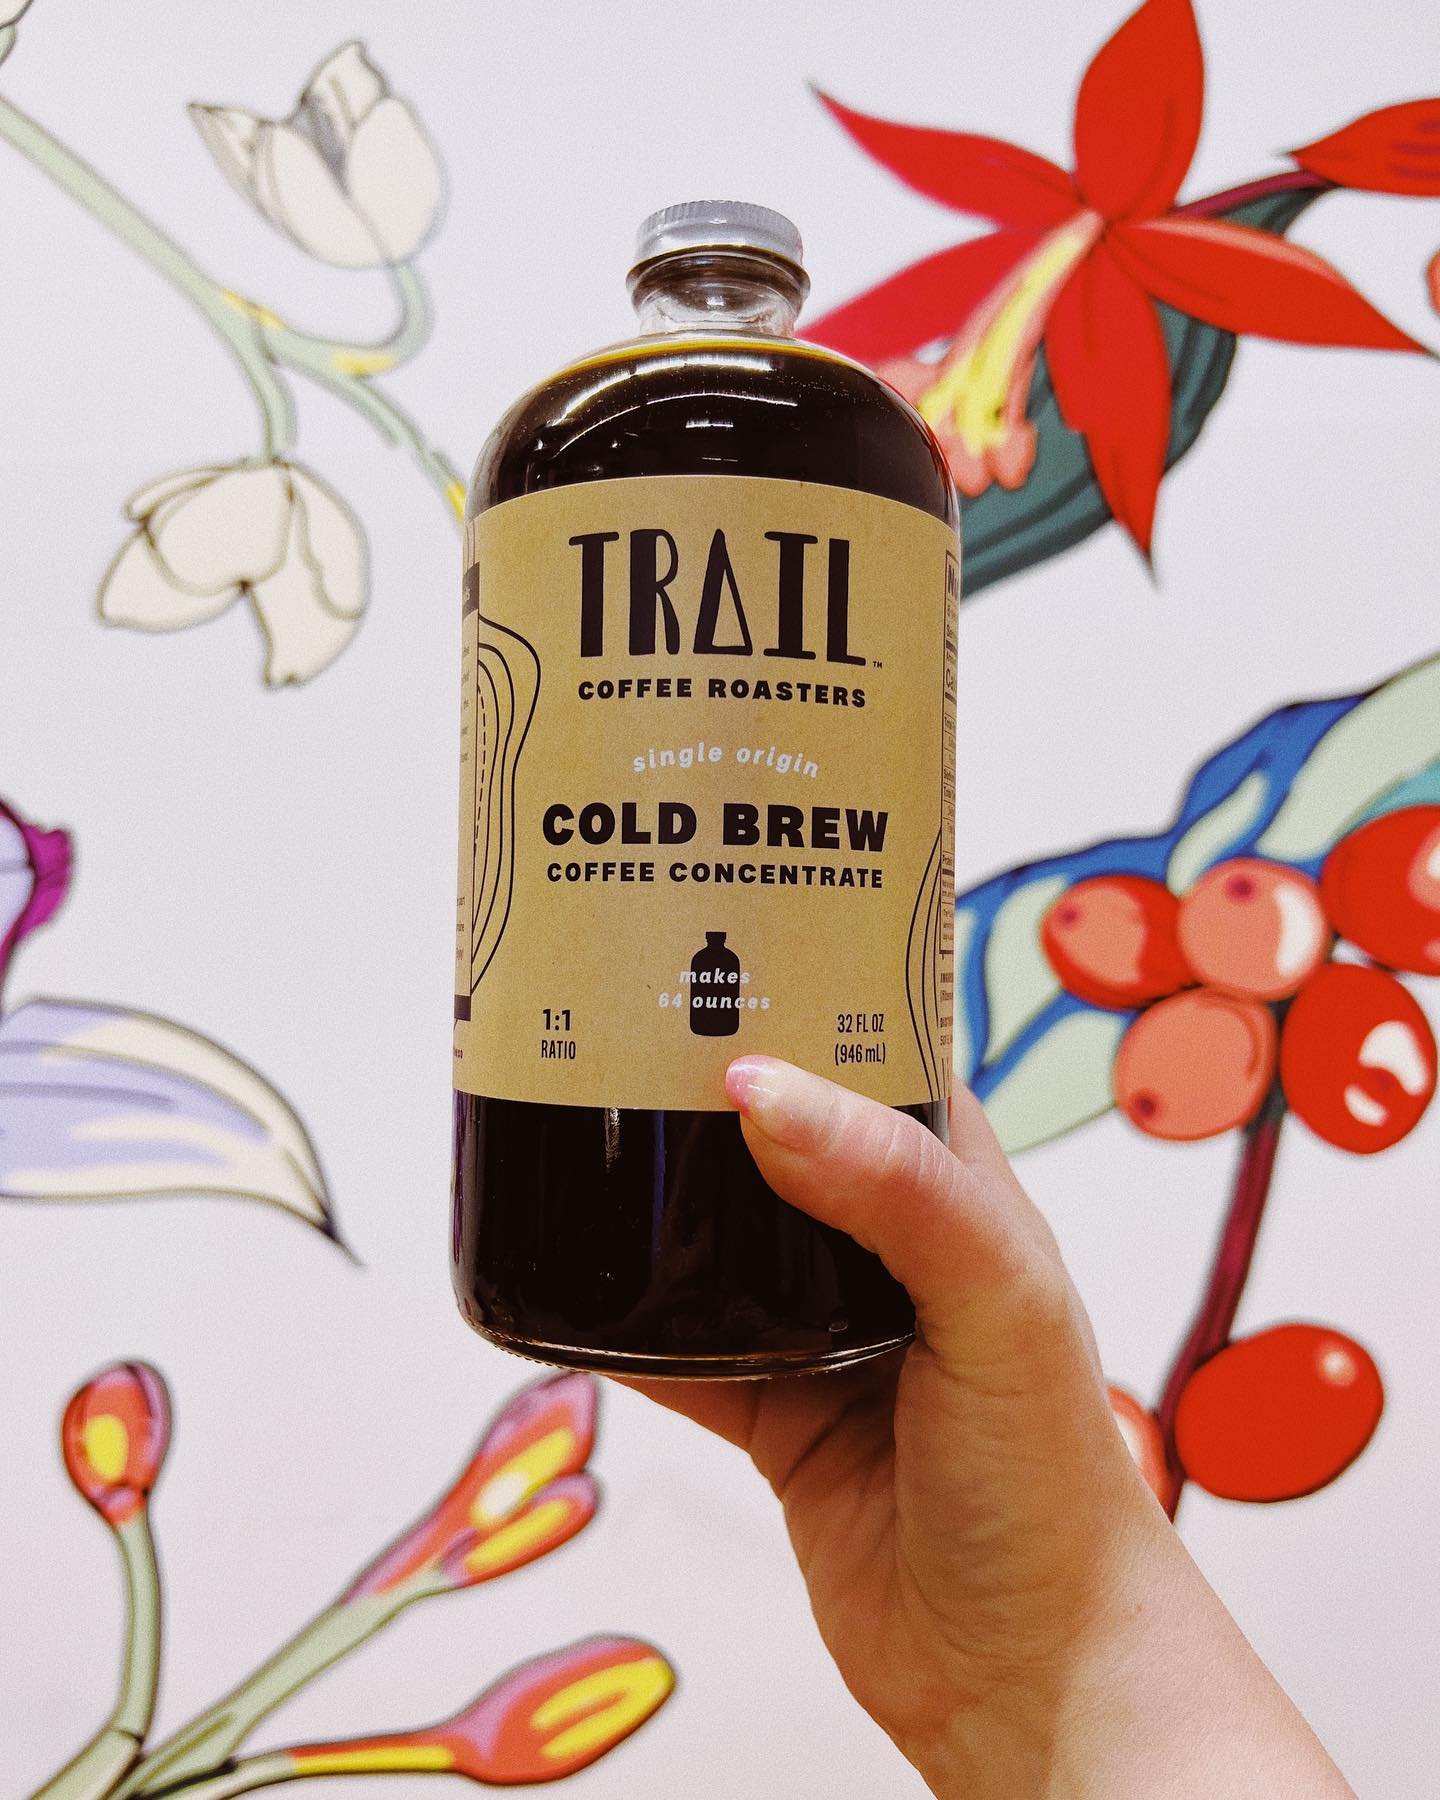 TRAIL™
COFFEE ROASTERS
single origin
COLD BREW
COFFEE CONCENTRATE
makes
64 ounces
1:1
RATIO
32 FL OZ
(946 mL)